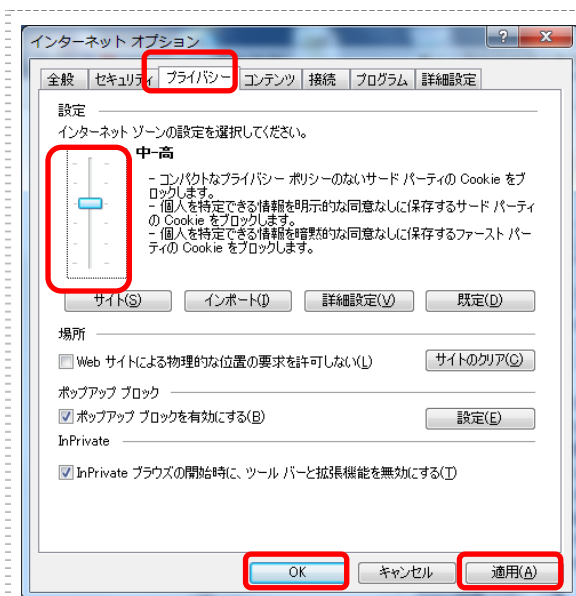 インターネット オプション
全般 セキュリティ プライバシー コンテンツ 接続 プログラム 詳細設定
設定
インターネット ゾーンの設定を選択してください。
中-高
- コンパクトなプライバシー ポリシーのないサード パーティの Cookie をブ
ロックします。
- 個人を特定できる情報を明示的な同意なしに保存するサード パーティ
の Cookie をブロックします。
- 個人を特定できる情報を暗黙的な同意なしに保存するファースト パー
ティの Cookie をブロックします。
サイト(S) インポート(I) 詳細設定(V) 既定(D)
場所
Web サイトによる物理的な位置の要求を許可しない(L) サイトのクリア(C)
ポップアップ ブロック
ポップアップ ブロックを有効にする(B) 設定(E)
InPrivate
InPrivate ブラウズの開始時に、ツール バーと拡張機能を無効にする(T)
OK キャンセル 適用(A)